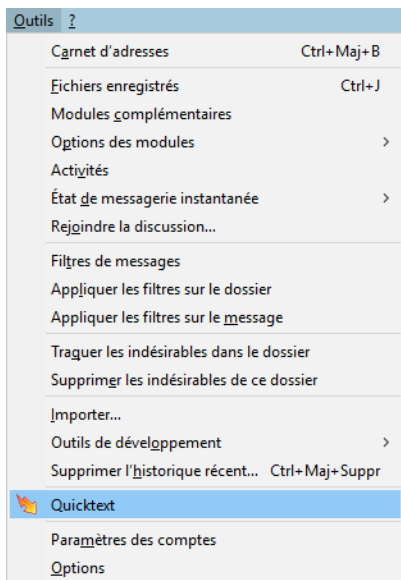 Outils ?
Carnet d'adresses Ctrl+Maj+B
Fichiers enregistrés Ctrl+J
Modules complémentaires
Options des modules >
Activités
État de messagerie instantanée >
Rejoindre la discussion...
Filtres de messages
Appliquer les filtres sur le dossier
Appliquer les filtres sur le message
Traquer les indésirables dans le dossier
Supprimer les indésirables de ce dossier
Importer...
Outils de développement >
Supprimer l'historique récent... Ctrl+Maj+Suppr
Quicktext
Paramètres des comptes
Options